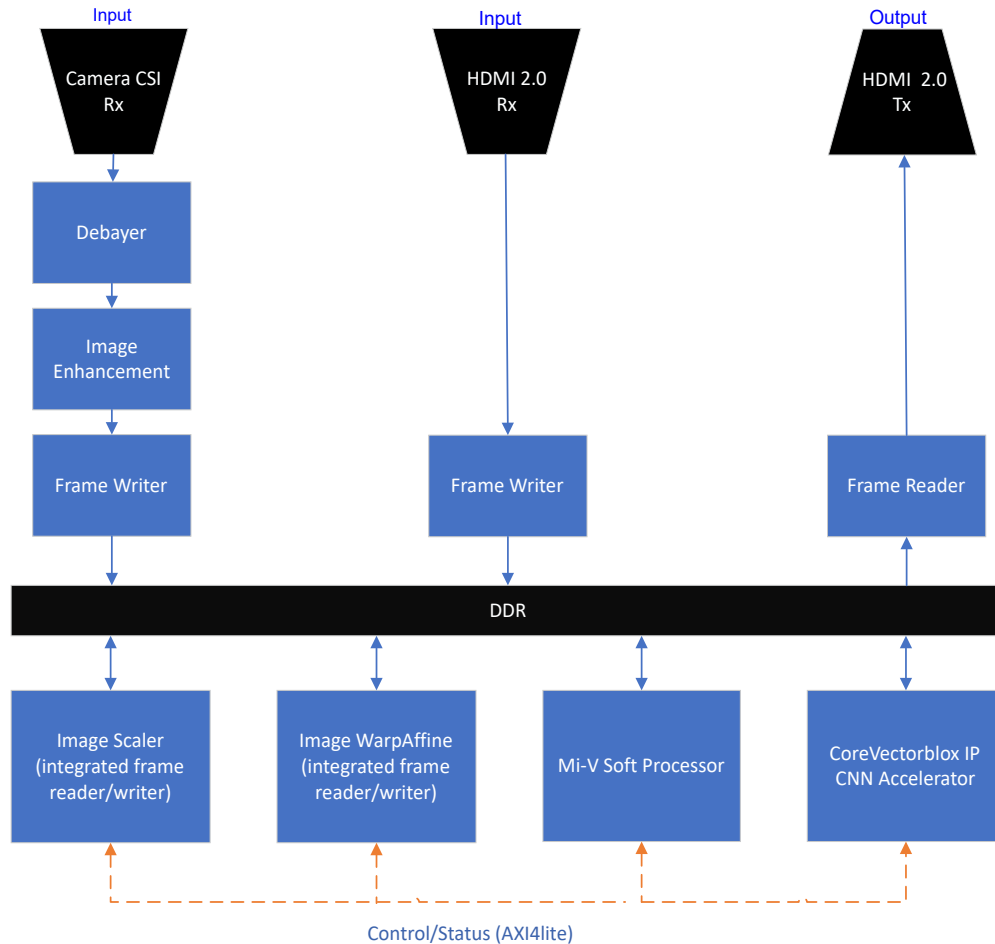 Input
Input
Output
Camera CSI
Rx
HDMI 2.0
Rx
HDMI  2.0
Tx
Debayer
Image
Enhancement
Frame Writer
Frame Writer
Frame Reader
DDR
Image Scaler
(integrated frame
reader/writer)
Image WarpAffine
(integrated frame
reader/writer)
Mi-V Soft Processor
CoreVectorblox IP
CNN Accelerator
Control/Status (AXI4lite)